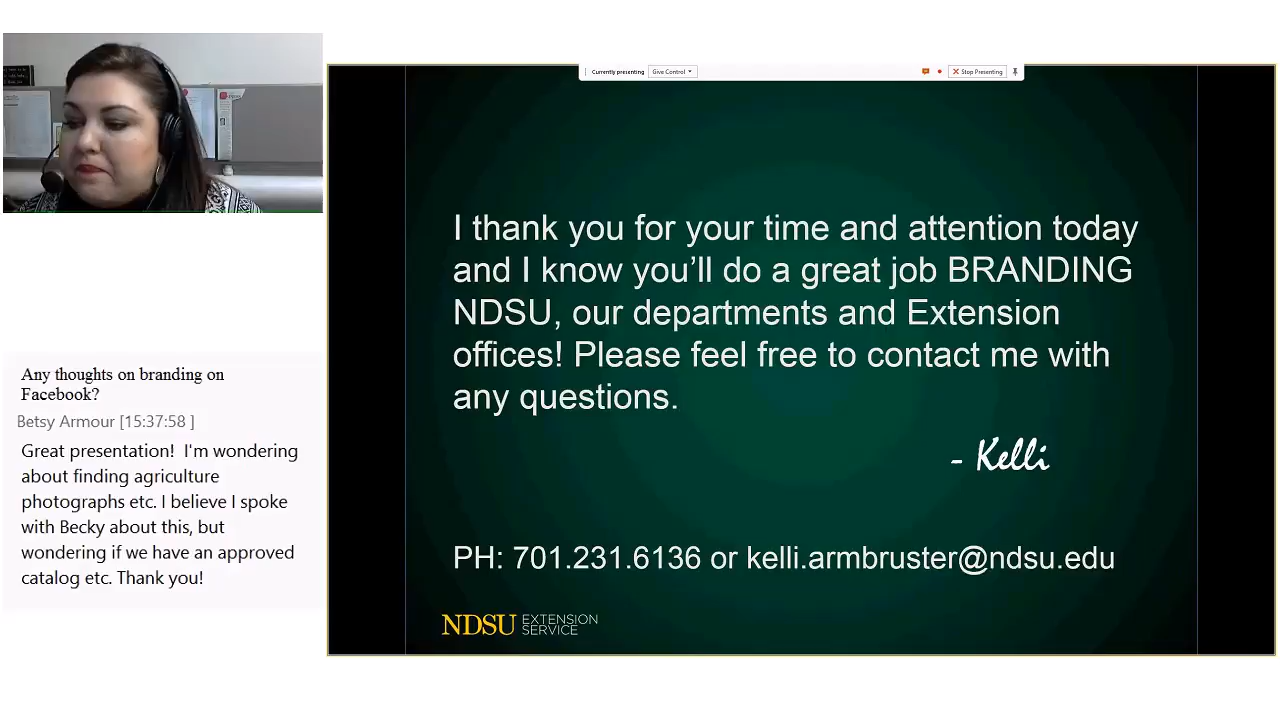 Currently presenting
Give Control
Stop Presenting
I thank you for your time and attention today
and I know you’ll do a great job BRANDING
NDSU, our departments and Extension
offices! Please feel free to contact me with
any questions.
- Kelli
PH: 701.231.6136 or kelli.armbruster@ndsu.edu
NDSU EXTENSION
SERVICE
Any thoughts on branding on
Facebook?
Betsy Armour [15:37:58 ]
Great presentation!  I'm wondering
about finding agriculture
photographs etc. I believe I spoke
with Becky about this, but
wondering if we have an approved
catalog etc. Thank you!